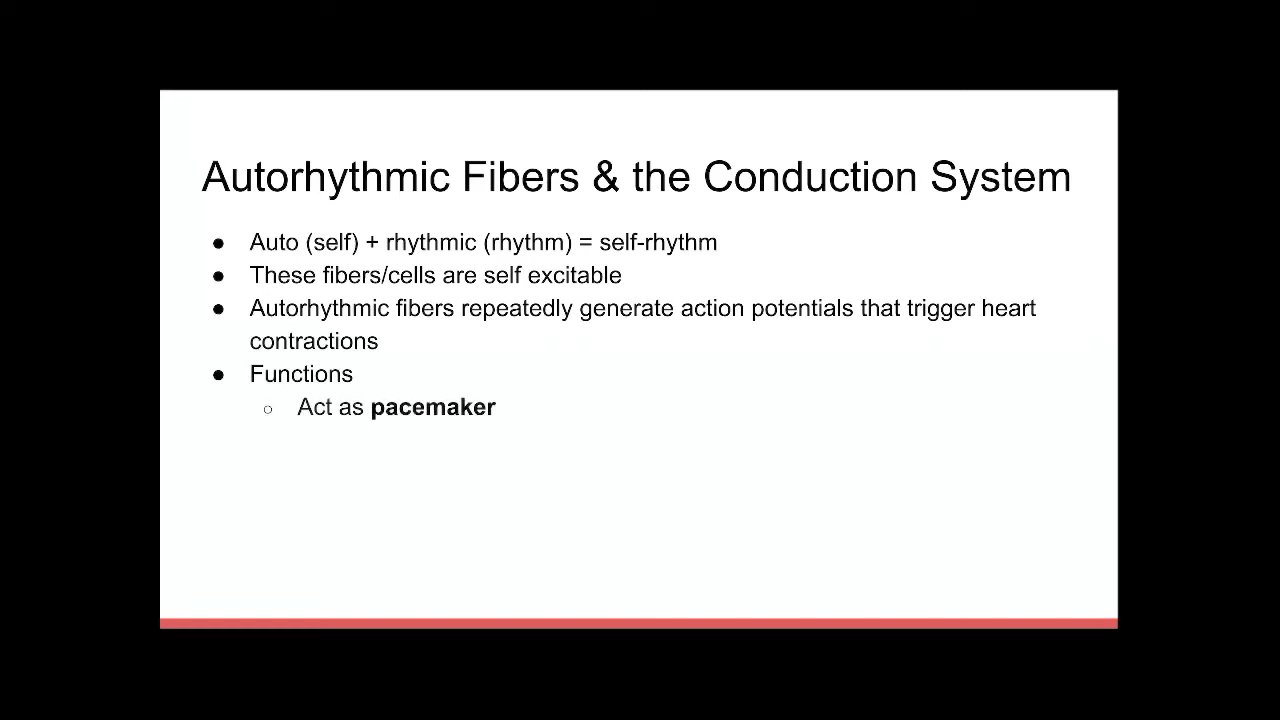 Autorhythmic Fibers & the Conduction System
● Auto (self) + rhythmic (rhythm) = self-rhythm
● These fibers/cells are self excitable
● Autorhythmic fibers repeatedly generate action potentials that trigger heart
contractions
● Functions
○ Act as pacemaker